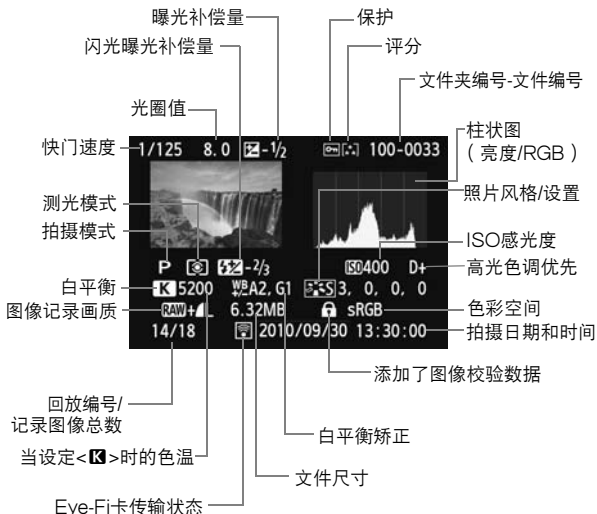 曝光补偿量
保护
闪光曝光补偿量
评分
文件夹编号-文件编号
光圈值
柱状图
（亮度/RGB）
快门速度
1/125 8.0 -1/2 100-0033
照片风格/设置
测光模式
拍摄模式
ISO感光度
P -2/3 ISO400 D+
高光色调优先
白平衡
K 5200 WB+/-A2, G1 S3, 0, 0, 0
色彩空间
图像记录画质
RAW+L 6.32MB sRGB
14/18 2010/09/30 13:30:00
拍摄日期和时间
添加了图像校验数据
回放编号/
记录图像总数
白平衡矫正
当设定<K>时的色温
文件尺寸
Eye-Fi卡传输状态